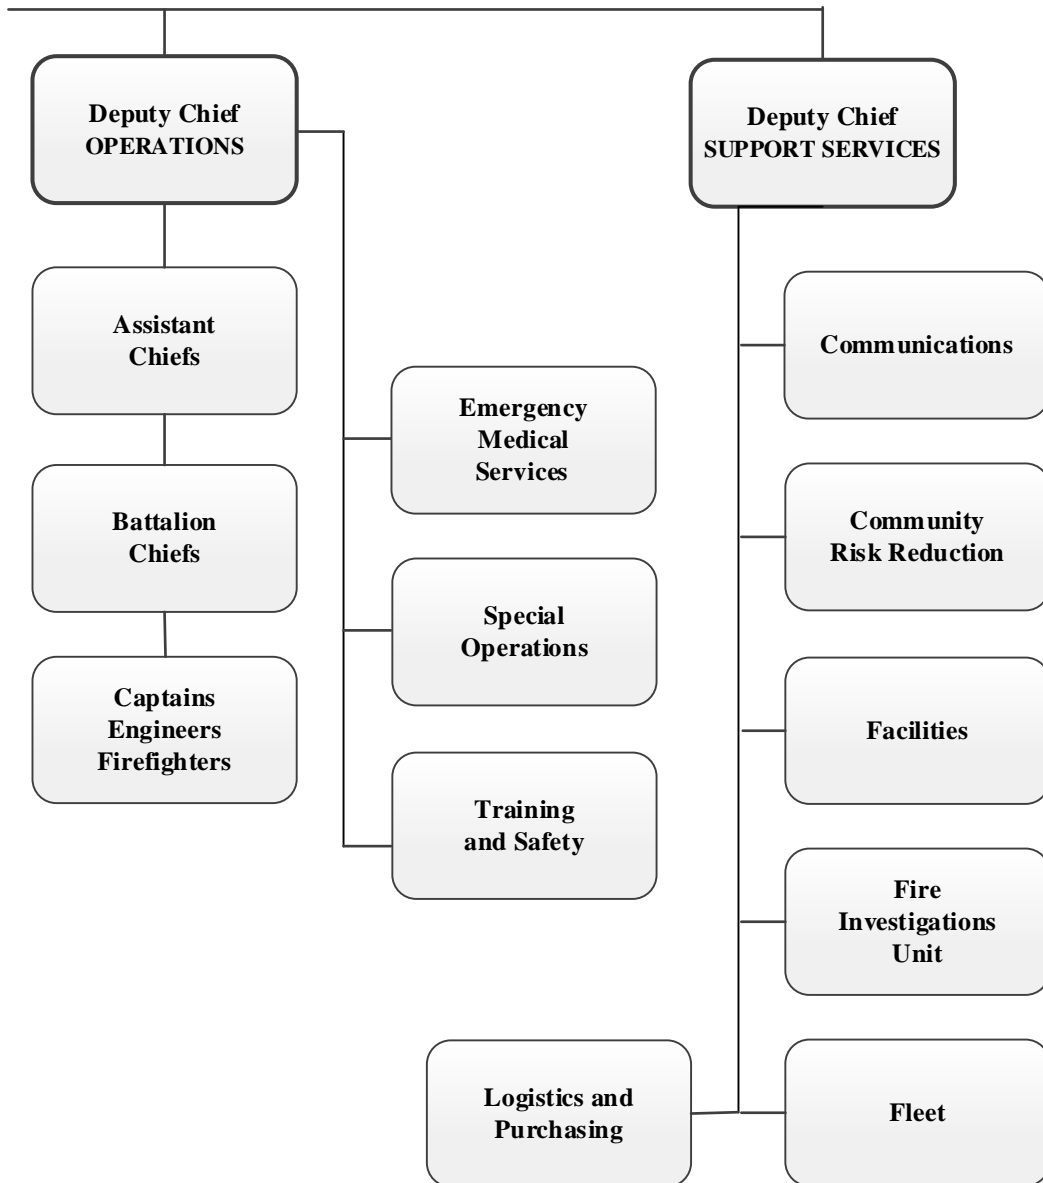 Deputy Chief
OPERATIONS
Deputy Chief
SUPPORT SERVICES
Assistant
Chiefs
Battalion
Chiefs
Captains
Engineers
Firefighters
Emergency
Medical
Services
Special
Operations
Training
and Safety
Communications
Community
Risk Reduction
Facilities
Fire
Investigations
Unit
Logistics and
Purchasing
Fleet